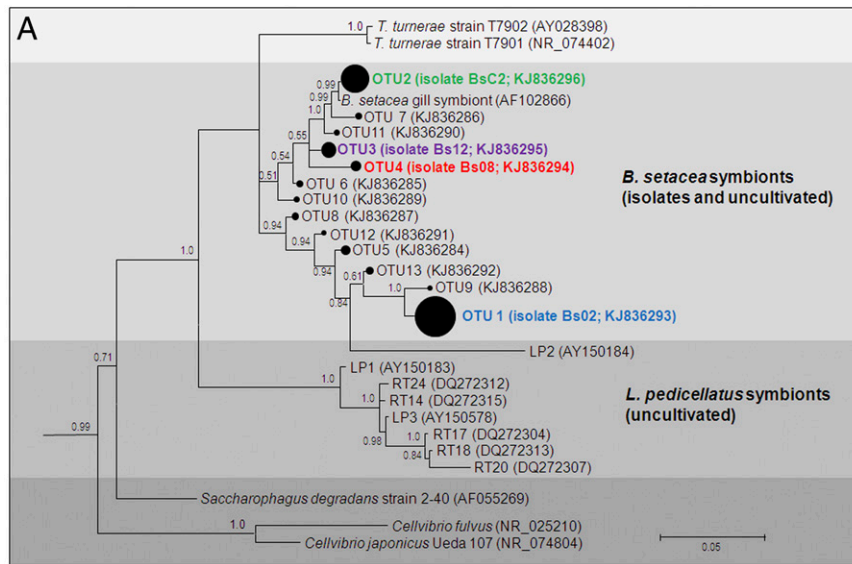 A
1.0
T. turnerae strain T7902 (AY028398)
T. turnerae strain T7901 (NR_074402)
0.99
OTU2 (isolate BsC2; KJ836296)
0.99
B. setacea gill symbiont (AF102866)
1.0
OTU 7 (KJ836286)
OTU11 (KJ836290)
0.55
OTU3 (isolate Bs12; KJ836295)
0.54
OTU4 (isolate Bs08; KJ836294)
0.51
OTU 6 (KJ836285)
OTU10 (KJ836289)
B. setacea symbionts
(isolates and uncultivated)
0.94
OTU8 (KJ836287)
0.94
OTU12 (KJ836291)
1.0
0.94
OTU5 (KJ836284)
0.61
OTU13 (KJ836292)
1.0
OTU9 (KJ836288)
0.84
OTU 1 (isolate Bs02; KJ836293)
LP2 (AY150184)
0.71
LP1 (AY150183)
1.0
RT24 (DQ272312)
RT14 (DQ272315)
L. pedicellatus symbionts
(uncultivated)
1.0
LP3 (AY150578)
0.99
0.98
1.0
RT17 (DQ272304)
0.84
RT18 (DQ272313)
RT20 (DQ272307)
Saccharophagus degradans strain 2-40 (AF055269)
1.0
Cellvibrio fulvus (NR_025210)
Cellvibrio japonicus Ueda 107 (NR_074804)
0.05